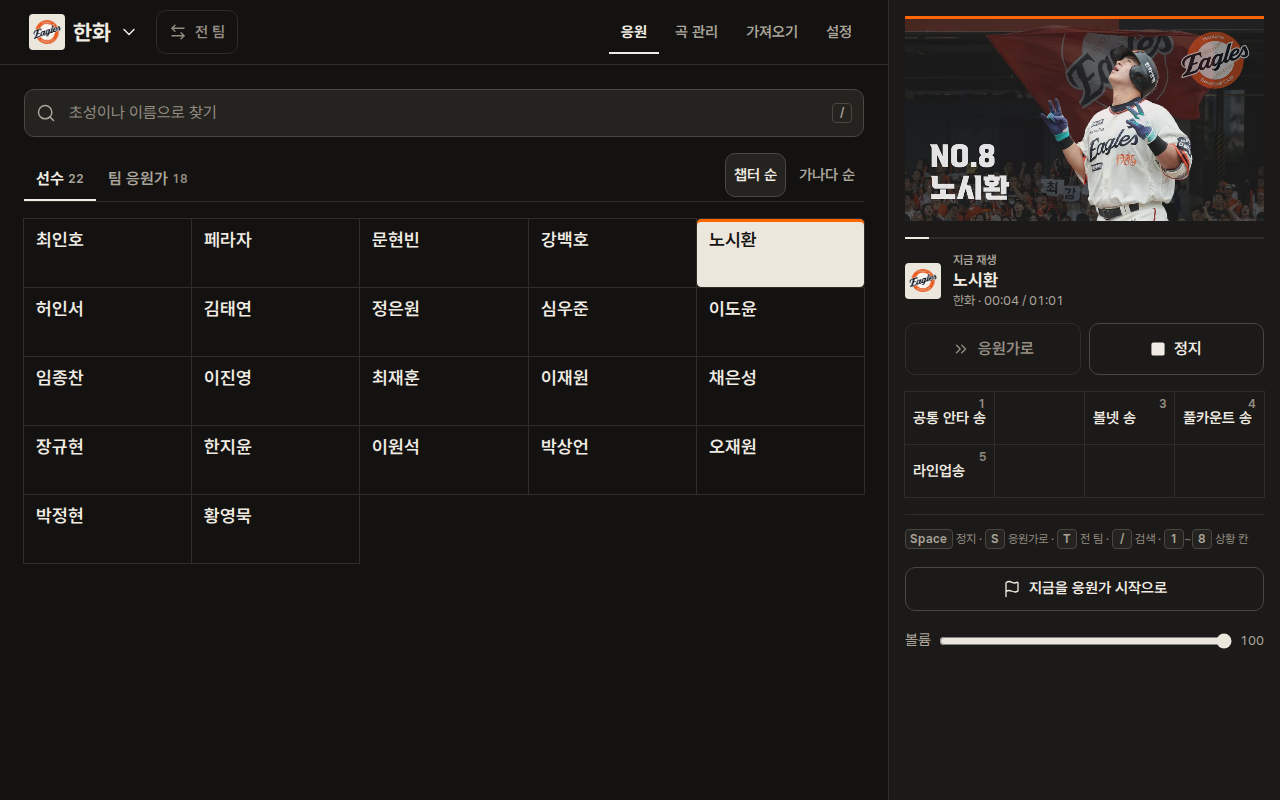 Eagles
한화
전 팀
응원
곡 관리
가져오기
설정
초성이나 이름으로 찾기
/
선수 22
팀 응원가 18
챕터 순
가나다 순
최인호
페라자
문현빈
강백호
노시환
허인서
김태연
정은원
심우준
이도윤
임종찬
이진영
최재훈
이재원
채은성
장규현
한지윤
이원석
박상언
오재원
박정현
황영묵
Eagles
Eagles
NO.8
노시환
최
강
Eagles
지금 재생
노시환
한화 · 00:04 / 01:01
응원가로
정지
공통 안타 송 1
볼넷 송 3
풀카운트 송 4
라인업송 5
Space 정지 · S 응원가로 · T 전 팀 · / 검색 · 1 ~ 8 상황 칸
지금을 응원가 시작으로
볼륨
100